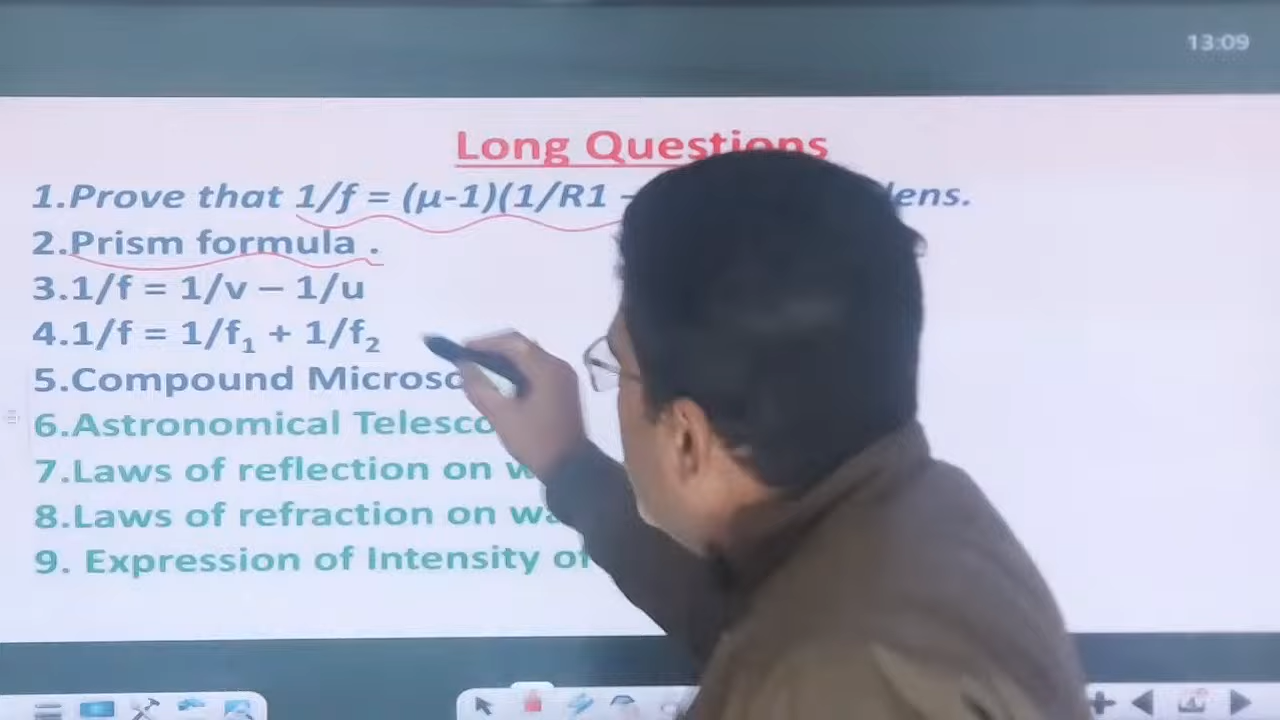 13:09
Long Questions
1.Prove that 1/f = (μ-1)(1/R1 – lens.
2.Prism formula .
3.1/f = 1/v – 1/u
4.1/f = 1/f₁ + 1/f₂
5.Compound
6.Astronomical
7.Laws of reflection on
8.Laws of refraction on
9. Expression of Intensity of